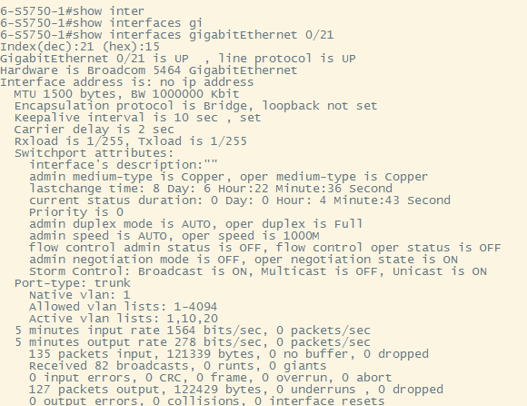 6-S5750-1#show inter
6-S5750-1#show interfaces gi
6-S5750-1#show interfaces gigabitEthernet 0/21
Index(dec):21 (hex):15
GigabitEthernet 0/21 is UP  , line protocol is UP
Hardware is Broadcom 5464 GigabitEthernet
Interface address is: no ip address
  MTU 1500 bytes, BW 1000000 Kbit
  Encapsulation protocol is Bridge, loopback not set
  Keepalive interval is 10 sec , set
  Carrier delay is 2 sec
  Rxload is 1/255, Txload is 1/255
  Switchport attributes:
    interface's description:""
    admin medium-type is Copper, oper medium-type is Copper
    lastchange time: 8 Day: 6 Hour:22 Minute:36 Second
    current status duration: 0 Day: 0 Hour: 4 Minute:43 Second
    Priority is 0
    admin duplex mode is AUTO, oper duplex is Full
    admin speed is AUTO, oper speed is 1000M
    flow control admin status is OFF, flow control oper status is OFF
    admin negotiation mode is OFF, oper negotiation state is ON
    Storm Control: Broadcast is ON, Multicast is OFF, Unicast is ON
  Port-type: trunk
    Native vlan: 1
    Allowed vlan lists: 1-4094
    Active vlan lists: 1,10,20
  5 minutes input rate 1564 bits/sec, 0 packets/sec
  5 minutes output rate 278 bits/sec, 0 packets/sec
    135 packets input, 121339 bytes, 0 no buffer, 0 dropped
    Received 82 broadcasts, 0 runts, 0 giants
    0 input errors, 0 CRC, 0 frame, 0 overrun, 0 abort
    127 packets output, 122429 bytes, 0 underruns , 0 dropped
    0 output errors, 0 collisions, 0 interface resets